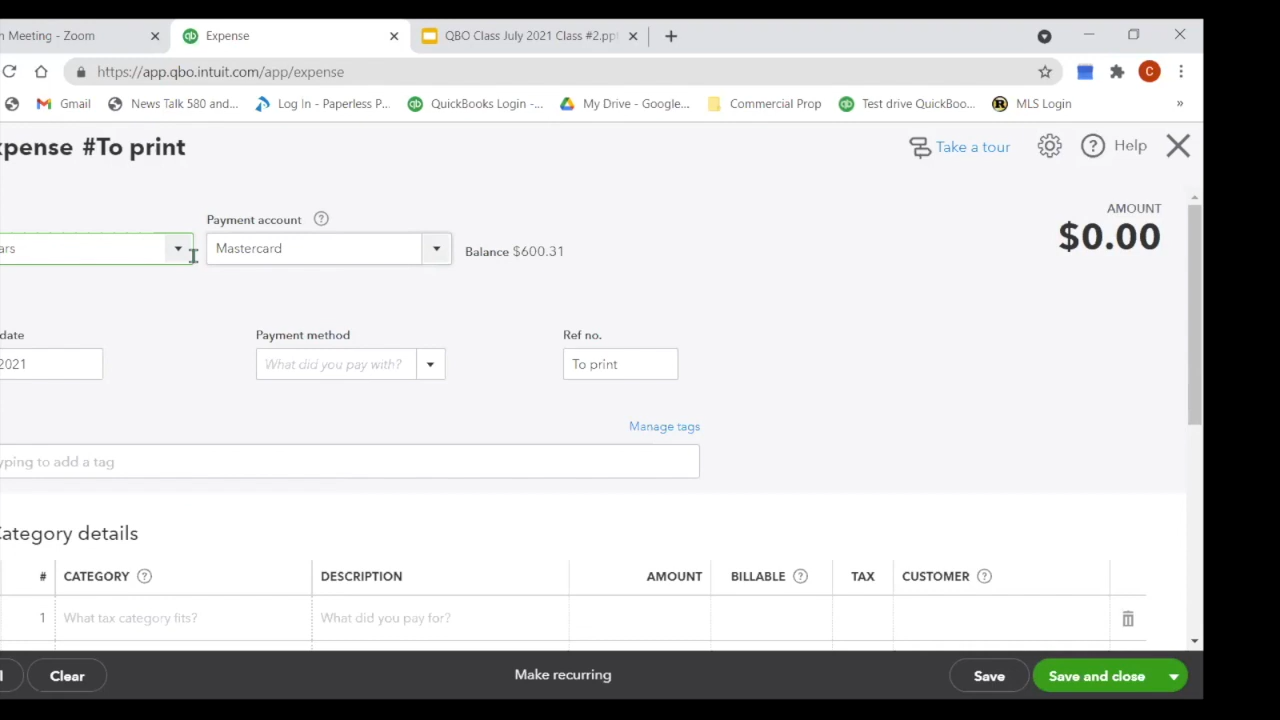 n Meeting - Zoom
Expense
QBO Class July 2021 Class #2.ppt
https://app.qbo.intuit.com/app/expense
C
Gmail
News Talk 580 and...
Log In - Paperless P...
QuickBooks Login -...
My Drive - Google...
Commercial Prop
Test drive QuickBoo...
MLS Login
»
xpense #To print
Take a tour
Help
AMOUNT
$0.00
Payment account
ars
Mastercard
Balance $600.31
date
Payment method
Ref no.
2021
What did you pay with?
To print
Manage tags
yping to add a tag
Category details
# CATEGORY DESCRIPTION AMOUNT BILLABLE TAX CUSTOMER
1 What tax category fits? What did you pay for?
l
Clear
Make recurring
Save
Save and close